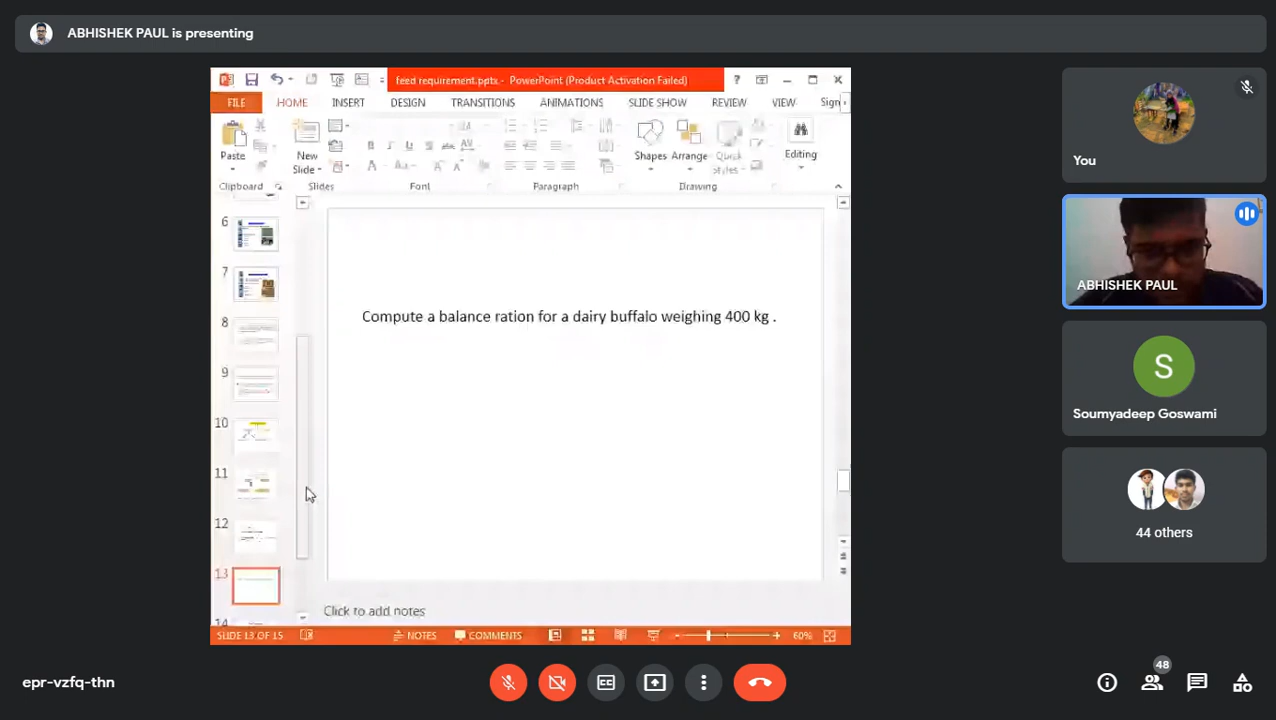 ABHISHEK PAUL is presenting
feed requirement.pptx - PowerPoint (Product Activation Failed)
?
FILE HOME INSERT DESIGN TRANSITIONS ANIMATIONS SLIDE SHOW REVIEW VIEW Sign
Paste
New
Slide
Shapes
Arrange
Quick
Styles
Editing
Clipboard Slides Font Paragraph Drawing
6
7
8
9
10
11
12
13
14
Compute a balance ration for a dairy buffalo weighing 400 kg .
Click to add notes
SLIDE 13 OF 15 NOTES COMMENTS 60%
You
ABHISHEK PAUL
S
Soumyadeep Goswami
44 others
epr-vzfq-thn
48